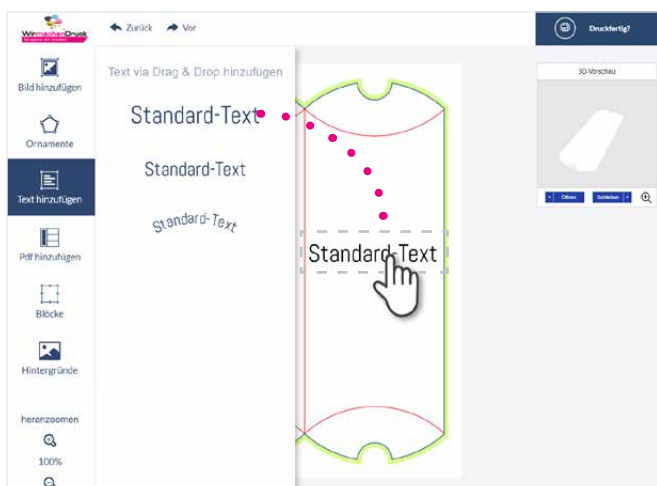 WirmachenDruck
Zurück
Vor
Druckfertig?
Bild hinzufügen
Ornamente
Text hinzufügen
Pdf hinzufügen
Blöcke
Hintergründe
heranzoomen
100%
Text via Drag & Drop hinzufügen
Standard-Text
Standard-Text
Standard-Text
Standard-Text
3D-Vorschau
Öffnen
Schließen